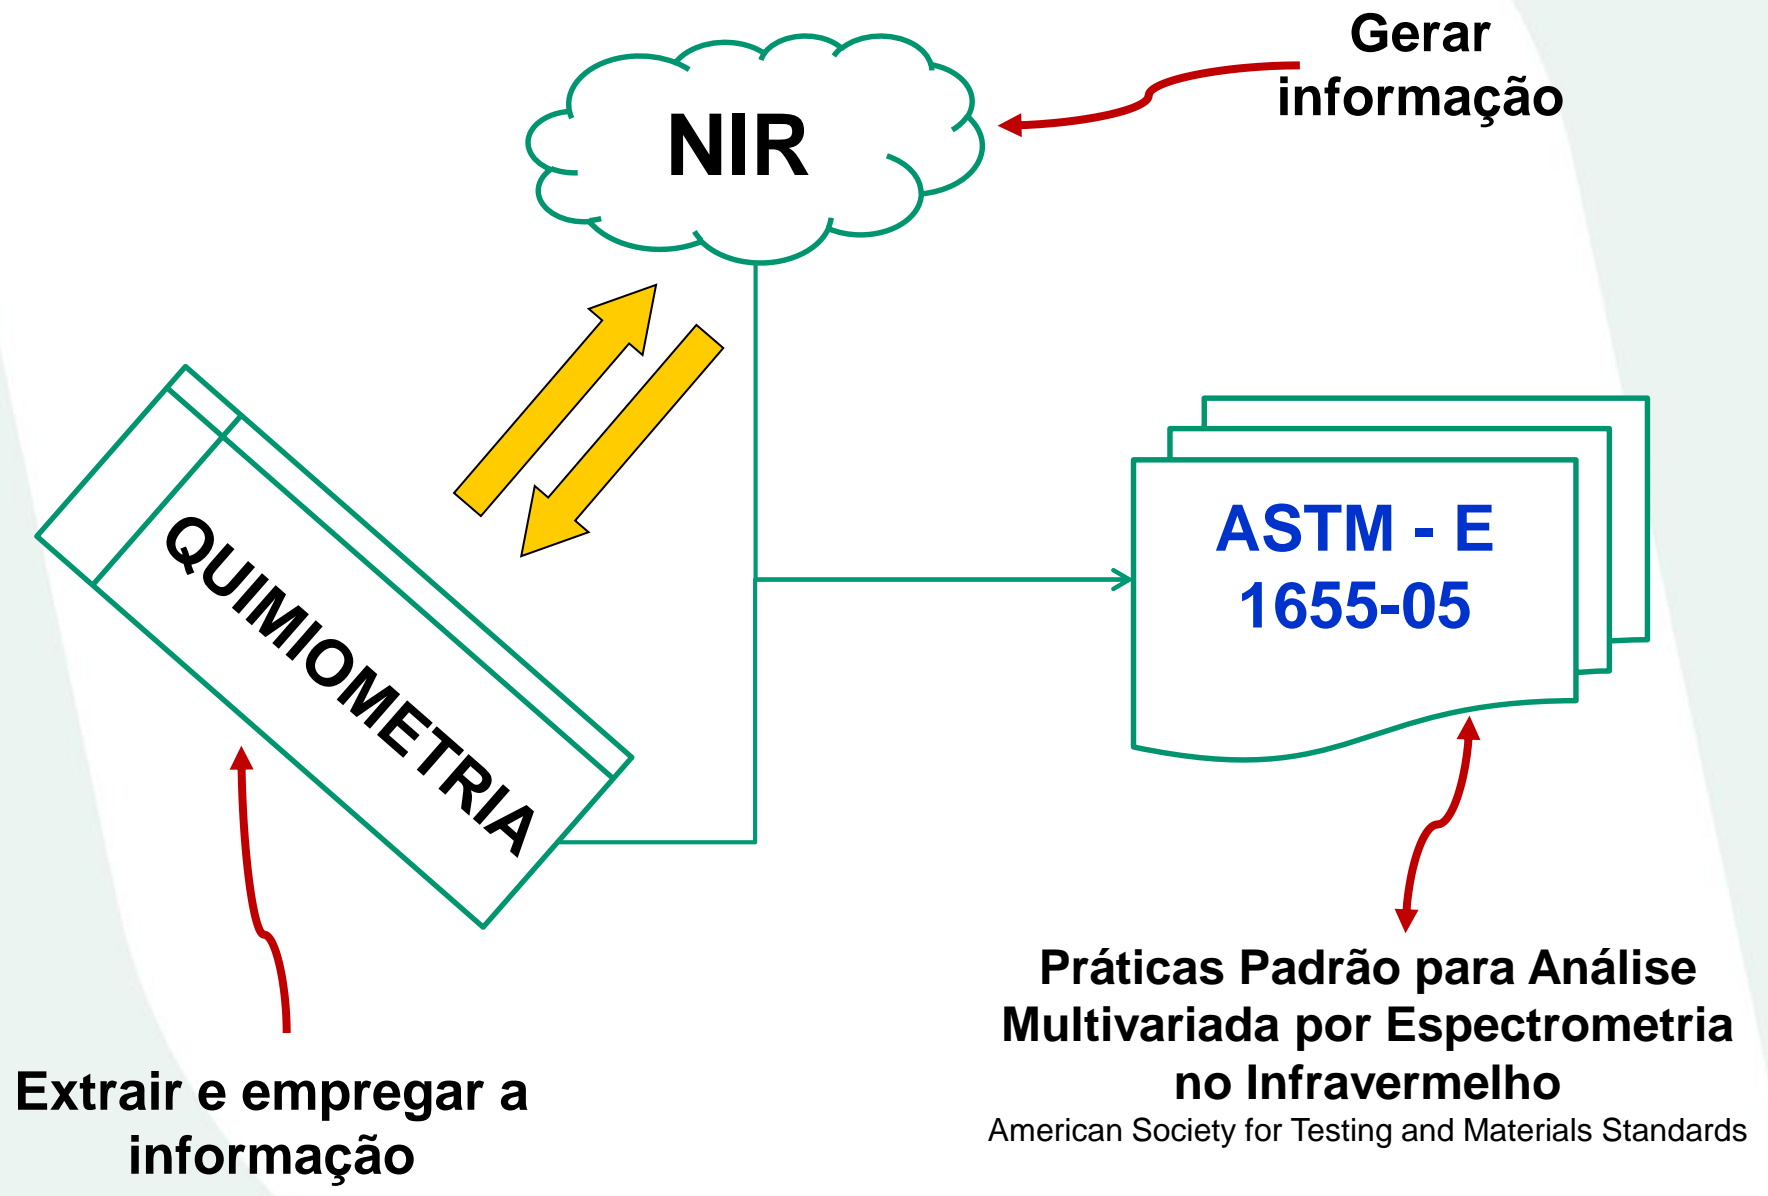 Gerar
informação
NIR
QUIMIOMETRIA
ASTM - E
1655-05
Extrair e empregar a
informação
Práticas Padrão para Análise
Multivariada por Espectrometria
no Infravermelho
American Society for Testing and Materials Standards